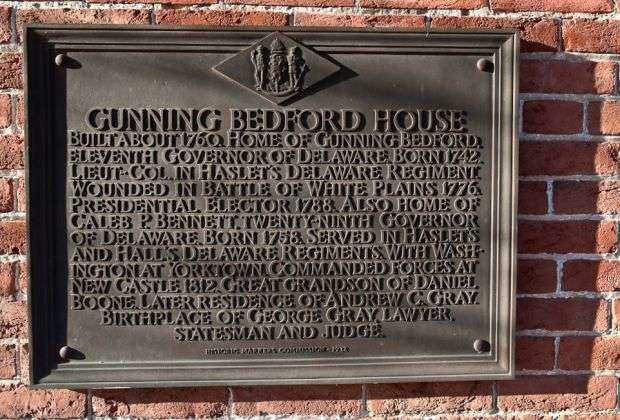 GUNNING BEDFORD HOUSE
BUILT ABOUT 1760. HOME OF GUNNING BEDFORD,
ELEVENTH GOVERNOR OF DELAWARE. BORN 1742.
LIEUT-COL. IN HASLET'S DELAWARE REGIMENT
WOUNDED IN BATTLE OF WHITE PLAINS 1776.
PRESIDENTIAL ELECTOR 1788. ALSO HOME OF
CALEB P. BENNETT, TWENTY-NINTH GOVERNOR
OF DELAWARE. BORN 1758. SERVED IN HASLET'S
AND HALL'S DELAWARE REGIMENTS. WITH WASH-
INGTON AT YORKTOWN. COMMANDED FORCES AT
NEW CASTLE 1812. GREAT GRANDSON OF DANIEL
BOONE. LATER RESIDENCE OF ANDREW C. GRAY.
BIRTHPLACE OF GEORGE GRAY, LAWYER,
STATESMAN AND JUDGE.
HISTORIC MARKERS COMMISSION